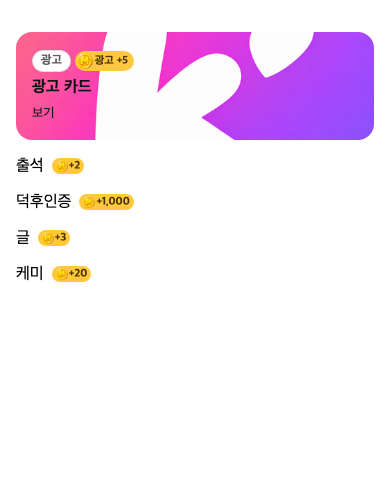 광고 광고 +5
광고 카드
보기
출석 +2
덕후인증 +1,000
글 +3
케미 +20